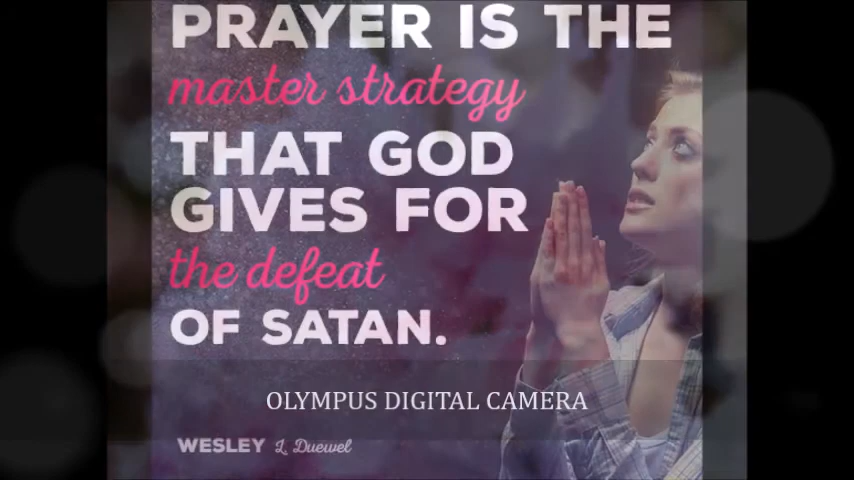 PRAYER IS THE
master strategy
THAT GOD
GIVES FOR
the defeat
OF SATAN.
OLYMPUS DIGITAL CAMERA
WESLEY L. Duewel